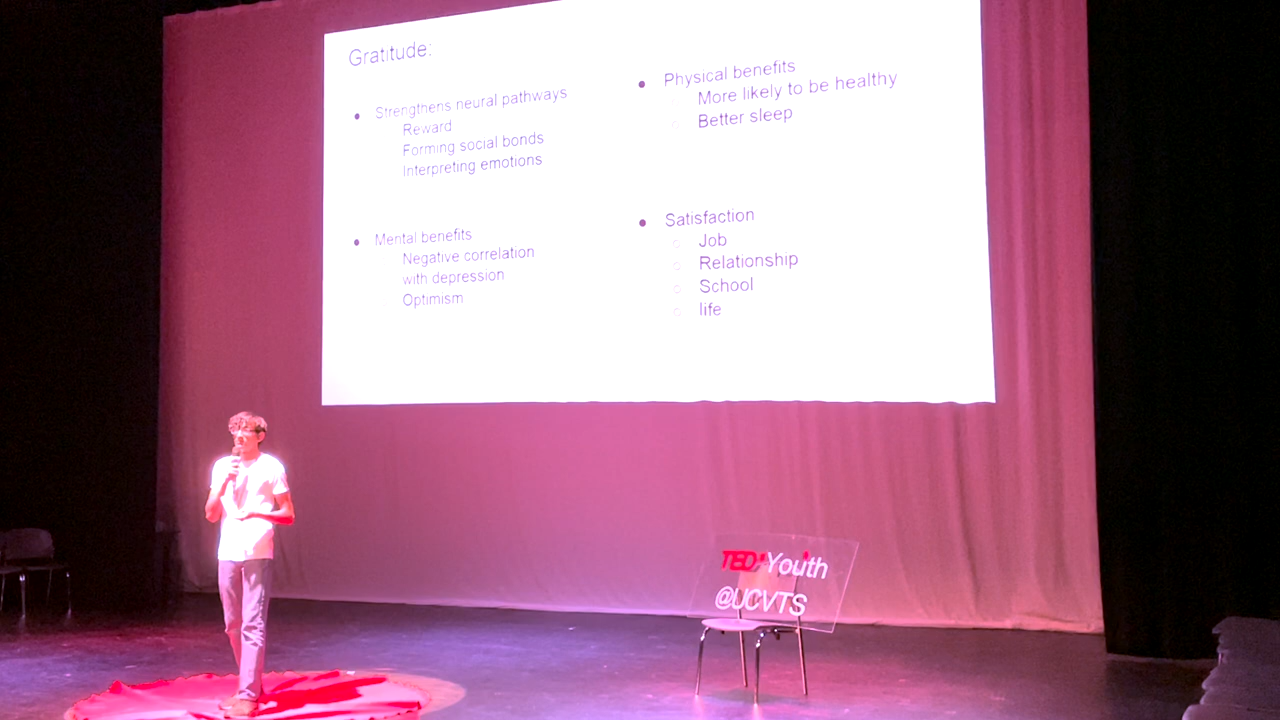 Gratitude:
● Strengthens neural pathways
Reward
Forming social bonds
Interpreting emotions
● Mental benefits
Negative correlation
with depression
Optimism
● Physical benefits
○ More likely to be healthy
○ Better sleep
● Satisfaction
○ Job
○ Relationship
○ School
○ life
TEDxYouth
@UCVTS